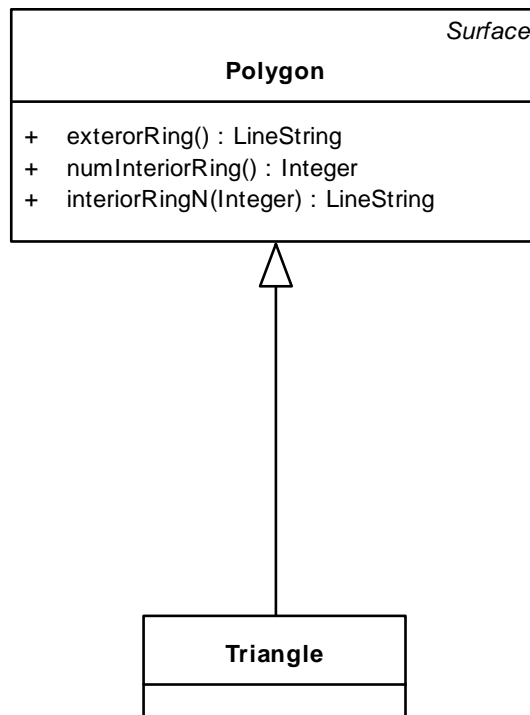 Surface
Polygon
+ exterorRing() : LineString
+ numInteriorRing() : Integer
+ interiorRingN(Integer) : LineString
Triangle